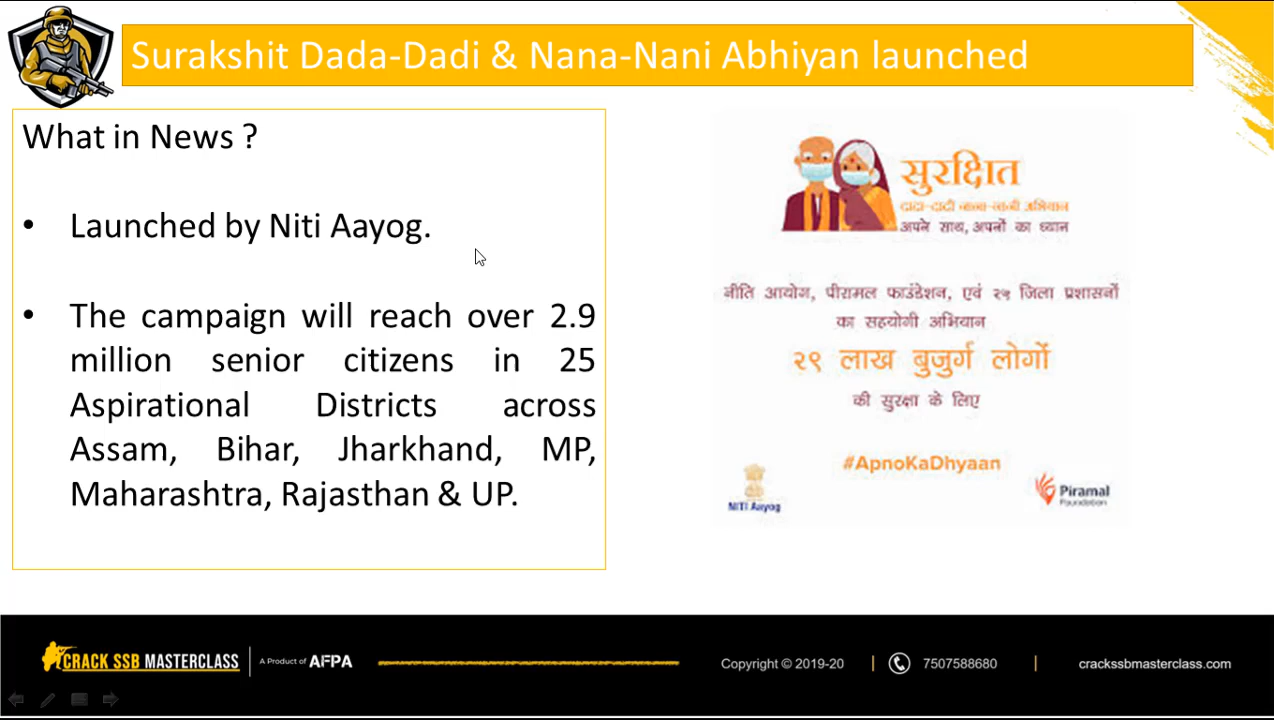 Surakshit Dada-Dadi & Nana-Nani Abhiyan launched
What in News ?
• Launched by Niti Aayog.
• The campaign will reach over 2.9
million senior citizens in 25
Aspirational Districts across
Assam, Bihar, Jharkhand, MP,
Maharashtra, Rajasthan & UP.
सुरक्षित
दादा-दादी नाना-नानी अभियान
अपने साथ, अपनों का ध्यान
नीति आयोग, पीरामल फाउंडेशन, एवं २५ जिला प्रशासनों
का सहयोगी अभियान
२९ लाख बुजुर्ग लोगों
की सुरक्षा के लिए
#ApnoKaDhyaan
NITI Aayog
Piramal
Foundation
CRACK SSB MASTERCLASS
A Product of AFPA
Copyright © 2019-20
7507588680
crackssbmasterclass.com